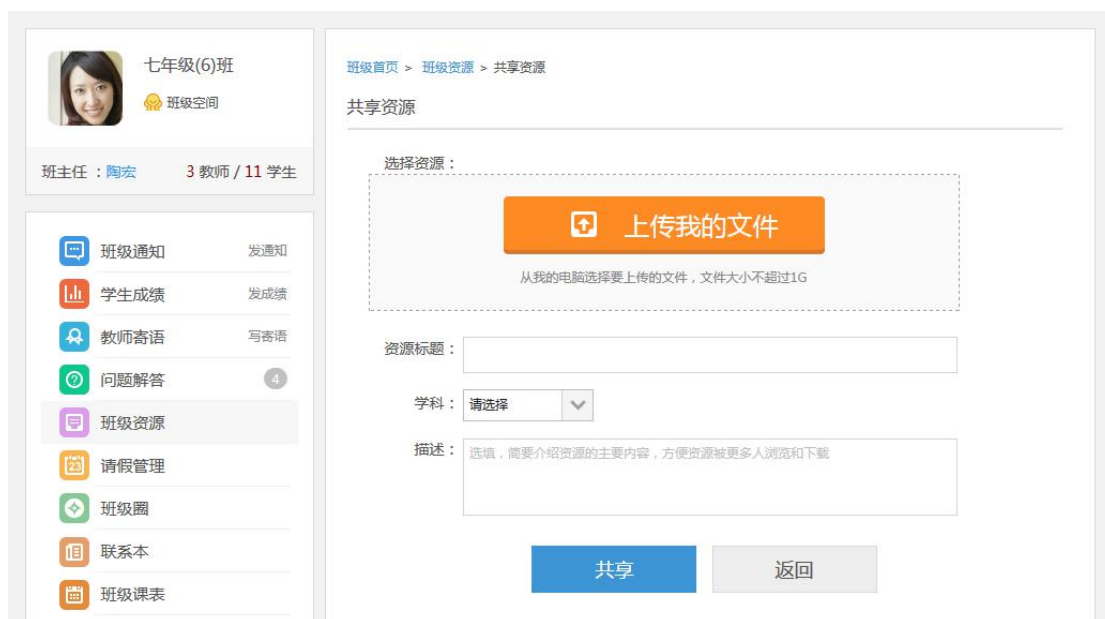 七年级(6)班
班级空间
班主任 ：陶宏 3 教师 / 11 学生
班级通知 发通知
学生成绩 发成绩
教师寄语 写寄语
问题解答 4
班级资源
23 请假管理
班级圈
联系本
班级课表
班级首页 > 班级资源 > 共享资源
共享资源
选择资源：
上传我的文件
从我的电脑选择要上传的文件，文件大小不超过1G
资源标题：
学科： 请选择
描述： 选填，简要介绍资源的主要内容，方便资源被更多人浏览和下载
共享 返回